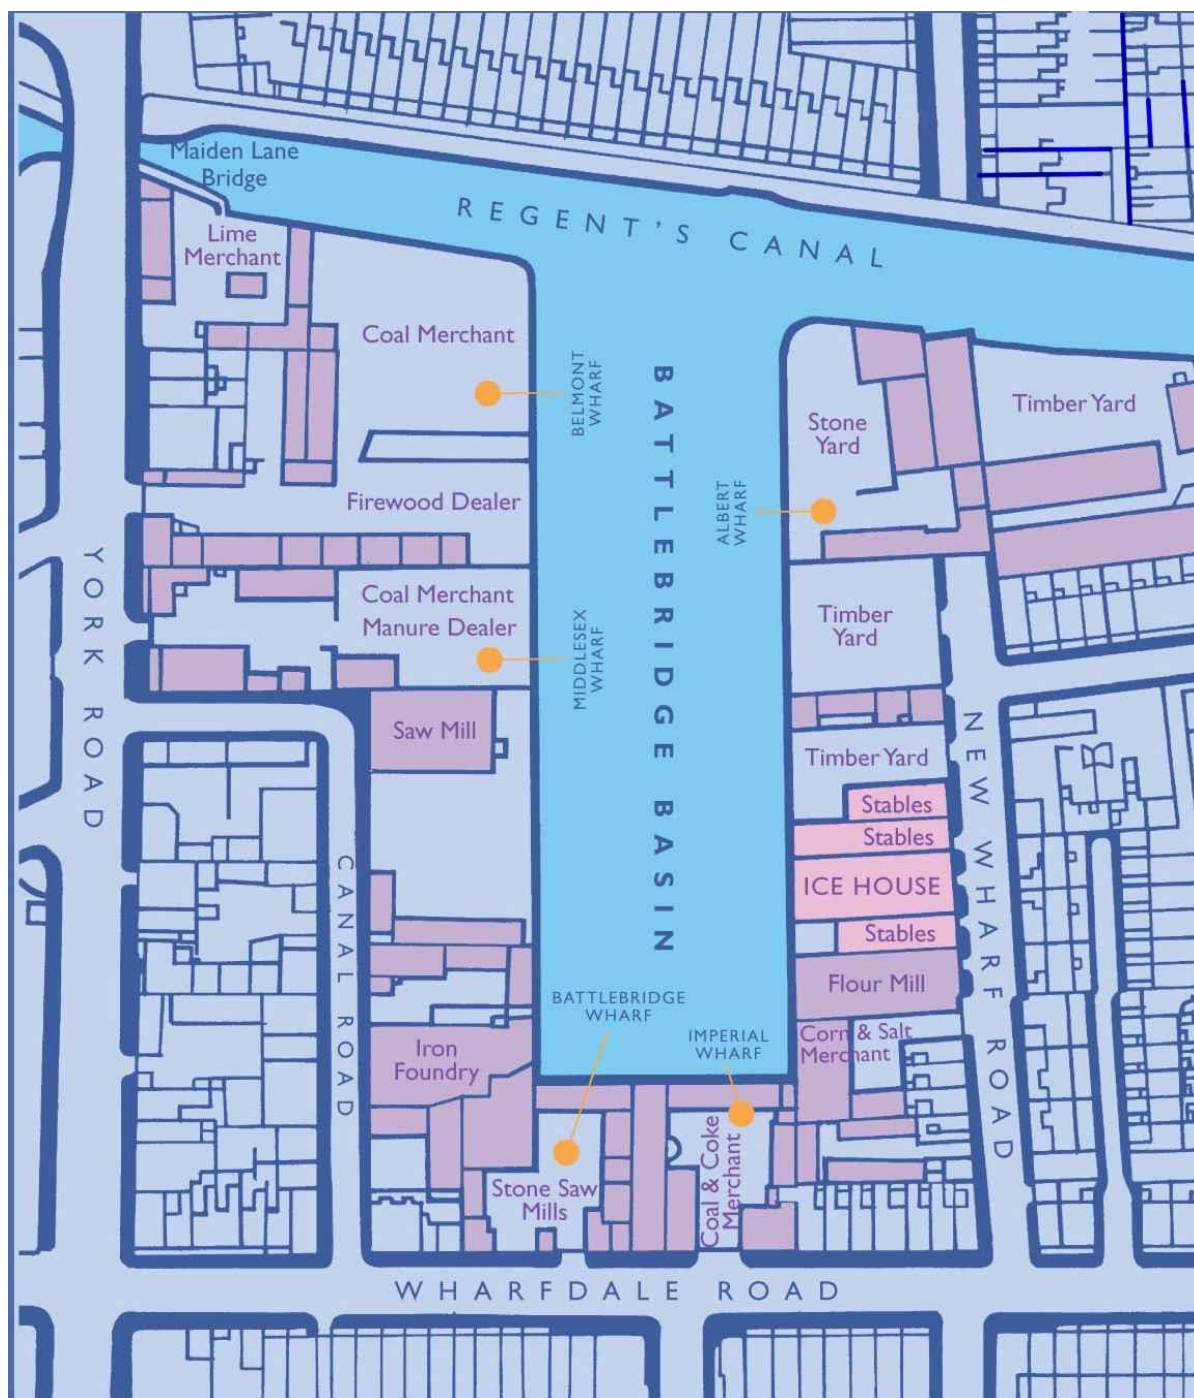 Maiden Lane
Bridge
REGENT'S CANAL
Lime
Merchant
Coal Merchant
BELMONT
WHARF
BATTLEBRIDGE BASIN
Stone
Yard
Timber Yard
Firewood Dealer
ALBERT
WHARF
YORK ROAD
Coal Merchant
Manure Dealer
MIDDLESEX
WHARF
Timber
Yard
Saw Mill
Timber Yard
NEW WHARF ROAD
Stables
Stables
ICE HOUSE
Stables
CANAL ROAD
Flour Mill
BATTLEBRIDGE
WHARF
IMPERIAL
WHARF
Corn & Salt
Merchant
Iron
Foundry
Coal & Coke
Merchant
Stone Saw
Mills
WHARFDALE ROAD